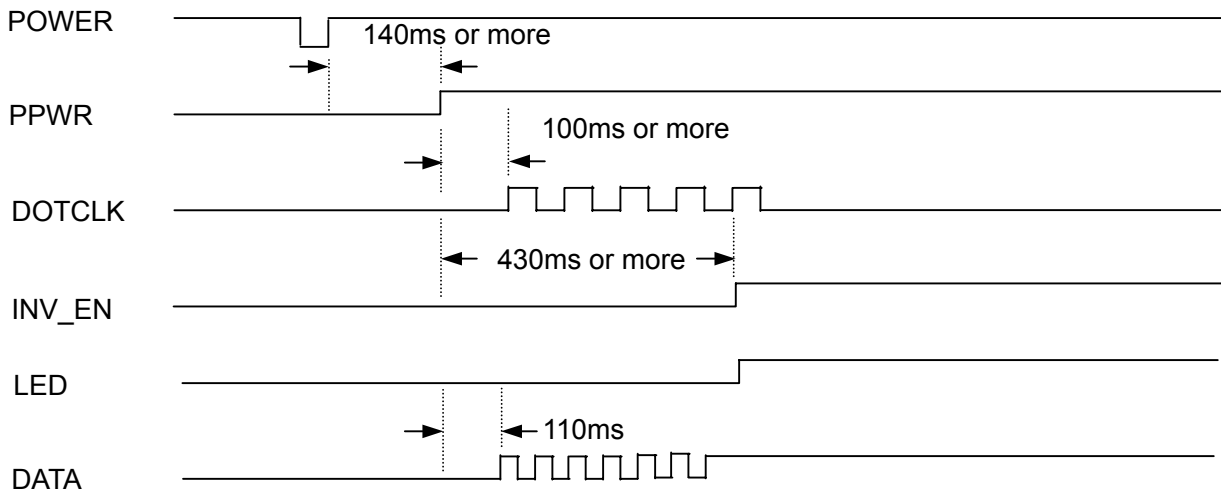 POWER
140ms or more
PPWR
100ms or more
DOTCLK
430ms or more
INV_EN
LED
110ms
DATA